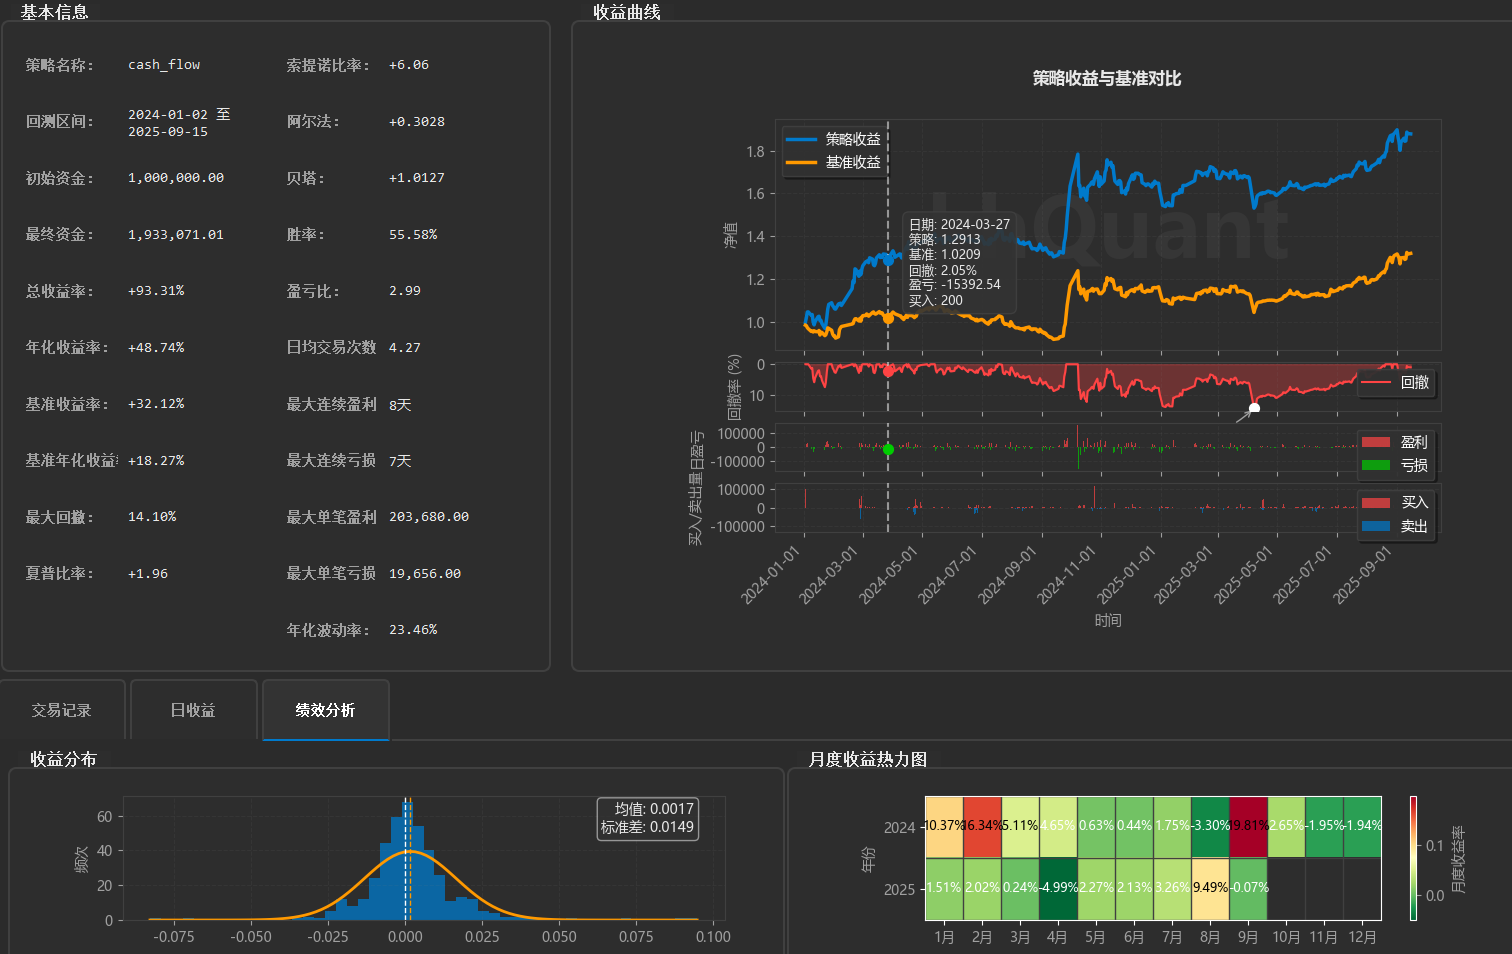 基本信息
策略名称： cash_flow 索提诺比率： +6.06
回测区间： 2024-01-02 至 2025-09-15 阿尔法： +0.3028
初始资金： 1,000,000.00 贝塔： +1.0127
最终资金： 1,933,071.01 胜率： 55.58%
总收益率： +93.31% 盈亏比： 2.99
年化收益率： +48.74% 日均交易次数 4.27
基准收益率： +32.12% 最大连续盈利 8天
基准年化收益 +18.27% 最大连续亏损 7天
最大回撤： 14.10% 最大单笔盈利 203,680.00
夏普比率： +1.96 最大单笔亏损 19,656.00
年化波动率： 23.46%
收益曲线
策略收益与基准对比
策略收益
基准收益
净值
1.8
1.6
1.4
1.2
1.0
日期: 2024-03-27
策略: 1.2913
基准: 1.0209
回撤: 2.05%
盈亏: -15392.54
买入: 200
hQuant
回撤率 (%)
0
10
回撤
日盈亏
100000
0
-100000
盈利
亏损
买入/卖出量
100000
0
-100000
买入
卖出
2024-01-01
2024-03-01
2024-05-01
2024-07-01
2024-09-01
2024-11-01
2025-01-01
2025-03-01
2025-05-01
2025-07-01
2025-09-01
时间
交易记录 日收益 绩效分析
收益分布
均值: 0.0017
标准差: 0.0149
频次
60
40
20
0
-0.075 -0.050 -0.025 0.000 0.025 0.050 0.075 0.100
月度收益热力图
年份
2024 10.37% 16.34% 5.11% 4.65% 0.63% 0.44% 1.75% -3.30% 9.81% 2.65% -1.95% -1.94%
2025 1.51% 2.02% 0.24% -4.99% 2.27% 2.13% 3.26% 9.49% -0.07%
1月 2月 3月 4月 5月 6月 7月 8月 9月 10月 11月 12月
0.1
0.0
月度收益率